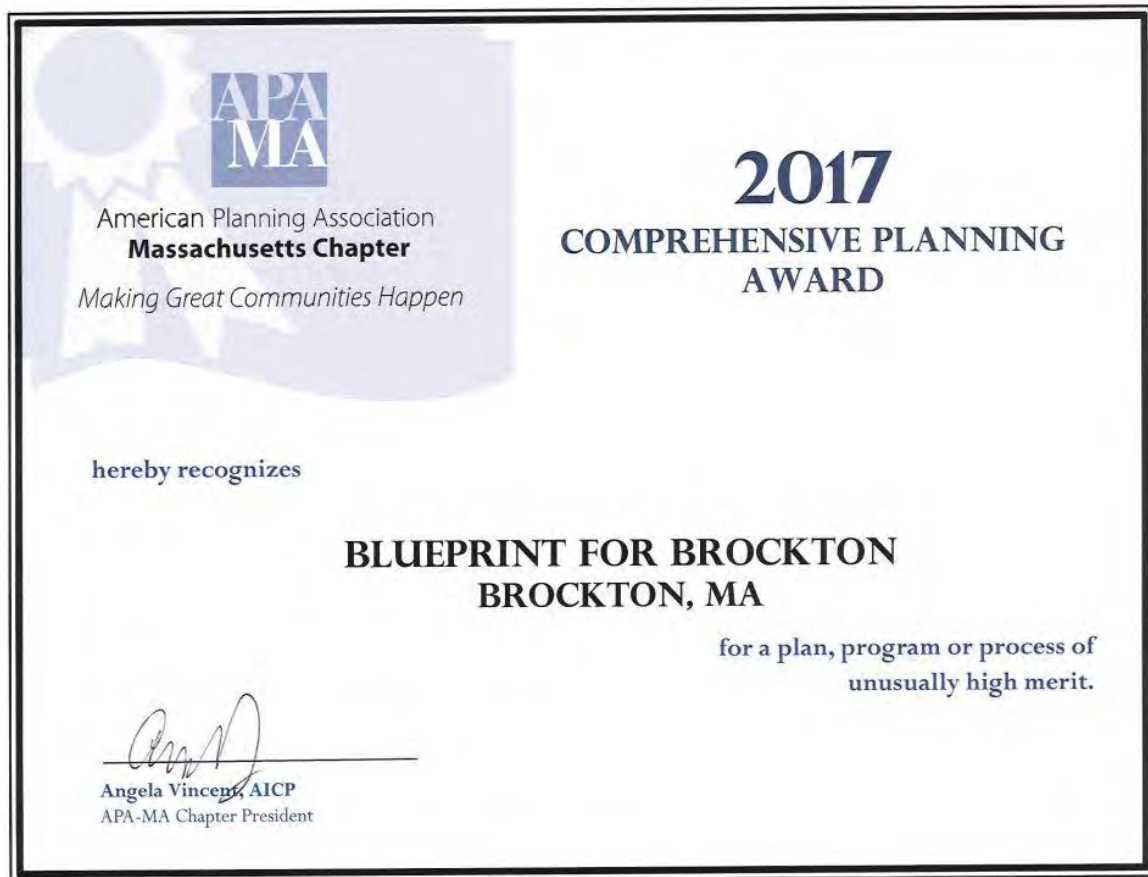 APA
MA
American Planning Association
Massachusetts Chapter
Making Great Communities Happen
2017
COMPREHENSIVE PLANNING
AWARD
hereby recognizes
BLUEPRINT FOR BROCKTON
BROCKTON, MA
for a plan, program or process of
unusually high merit.
Angela Vincent, AICP
APA-MA Chapter President